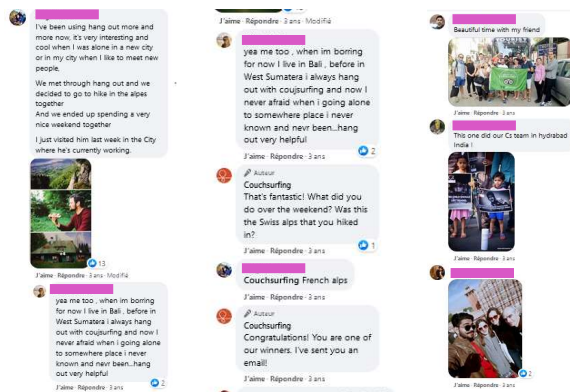 I've been using hang out more and
more now, it's very interesting and
cool when I was alone in a new city
or in my city when I like to meet new
people,
We met through hang out and we
decided to go to hike in the alpes
together
And we ended up spending a very
nice weekend together
I just visited him last week in the City
where he's currently working.
13
J'aime · Répondre · 3 ans · Modifié
yea me too , when im borring
for now I live in Bali , before in
West Sumatera i always hang
out with coujsurfing and now I
never afraid when i going alone
to somewhere place i never
known and nevr been...hang
out very helpful
2
J'aime · Répondre · 3 ans
J'aime · Répondre · 3 ans · Modifié
yea me too , when im borring
for now I live in Bali , before in
West Sumatera i always hang
out with coujsurfing and now I
never afraid when i going alone
to somewhere place i never
known and nevr been...hang
out very helpful
2
J'aime · Répondre · 3 ans
Auteur
Couchsurfing
That's fantastic! What did you
do over the weekend? Was this
the Swiss alps that you hiked
in?
1
J'aime · Répondre · 3 ans
Couchsurfing French alps
J'aime · Répondre · 3 ans
Auteur
Couchsurfing
Congratulations! You are one of
our winners. I've sent you an
email!
J'aime · Répondre · 3 ans
Beautiful time with my friend
J'aime · Répondre · 3 ans
This one did our Cs team in hydrabad
India !
J'aime · Répondre · 3 ans
2
J'aime · Répondre · 3 ans